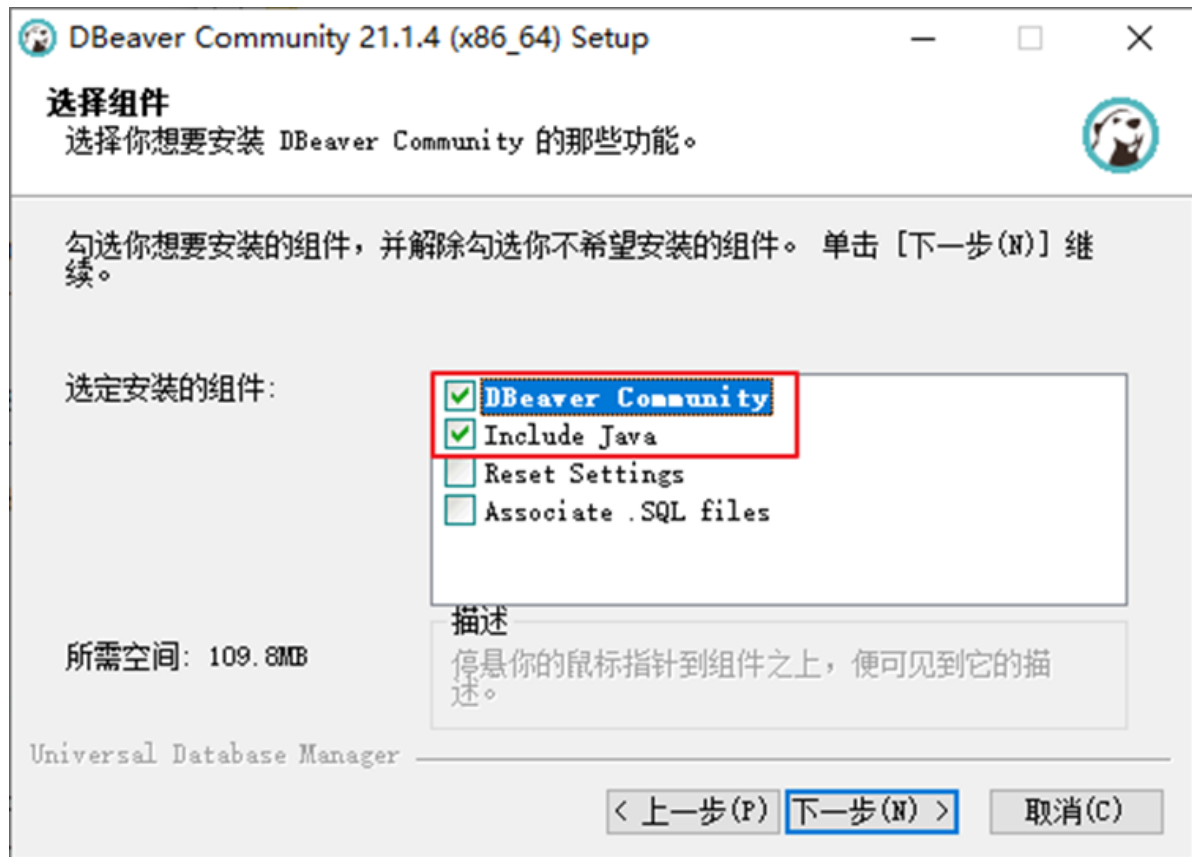 DBeaver Community 21.1.4 (x86_64) Setup
选择组件
选择你想要安装 DBeaver Community 的那些功能。
勾选你想要安装的组件，并解除勾选你不希望安装的组件。 单击 [下一步(N)] 继
续。
选定安装的组件:
DBeaver Community
Include Java
Reset Settings
Associate .SQL files
所需空间: 109.8MB
描述
停悬你的鼠标指针到组件之上，便可见到它的描
述。
Universal Database Manager
< 上一步(P)
下一步(N) >
取消(C)